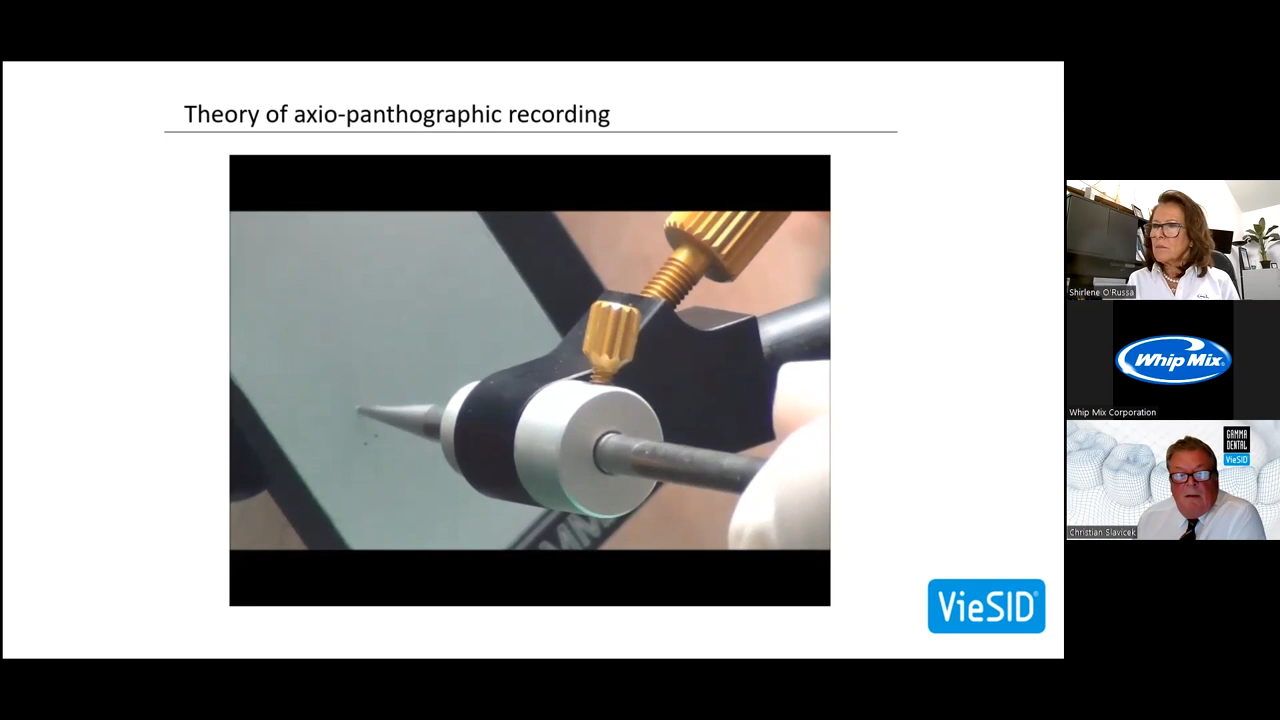 Theory of axio-panthographic recording
VieSID®
Shirlene O'Russa
Whip Mix®
Whip Mix Corporation
GAMMA
DENTAL
VieSID
Christian Slavicek